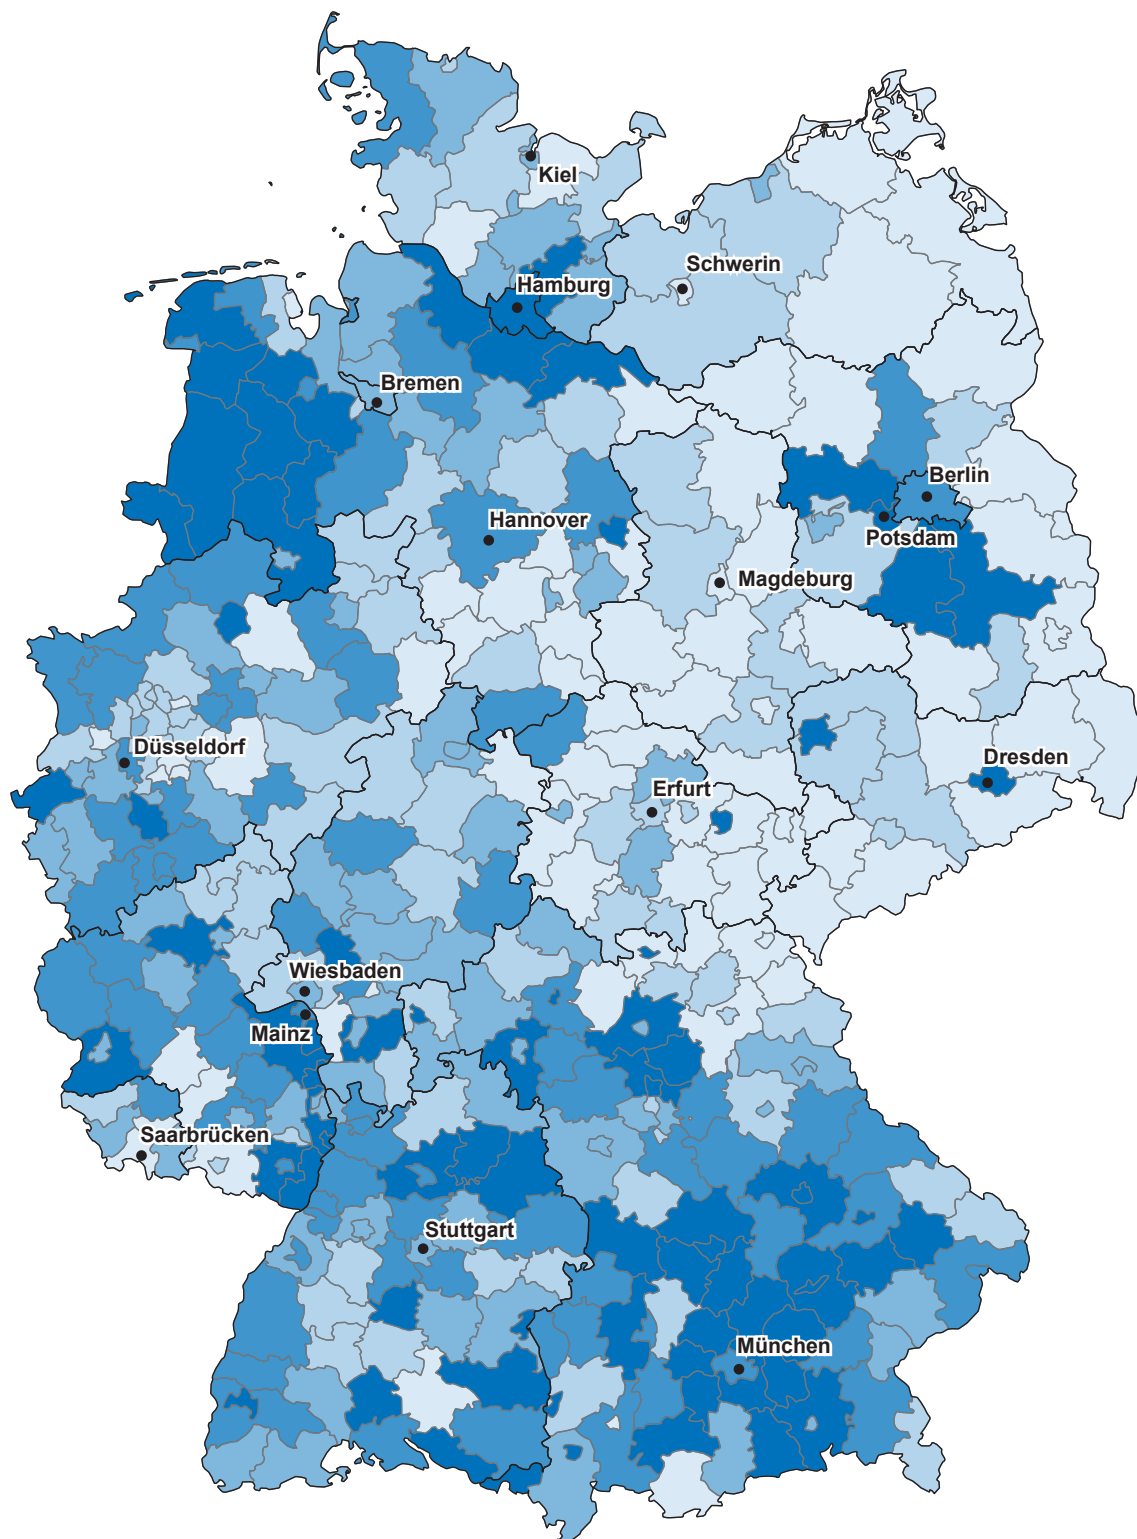 Kiel
Schwerin
Hamburg
Bremen
Berlin
Hannover
Potsdam
Magdeburg
Düsseldorf
Dresden
Erfurt
Wiesbaden
Mainz
Saarbrücken
Stuttgart
München